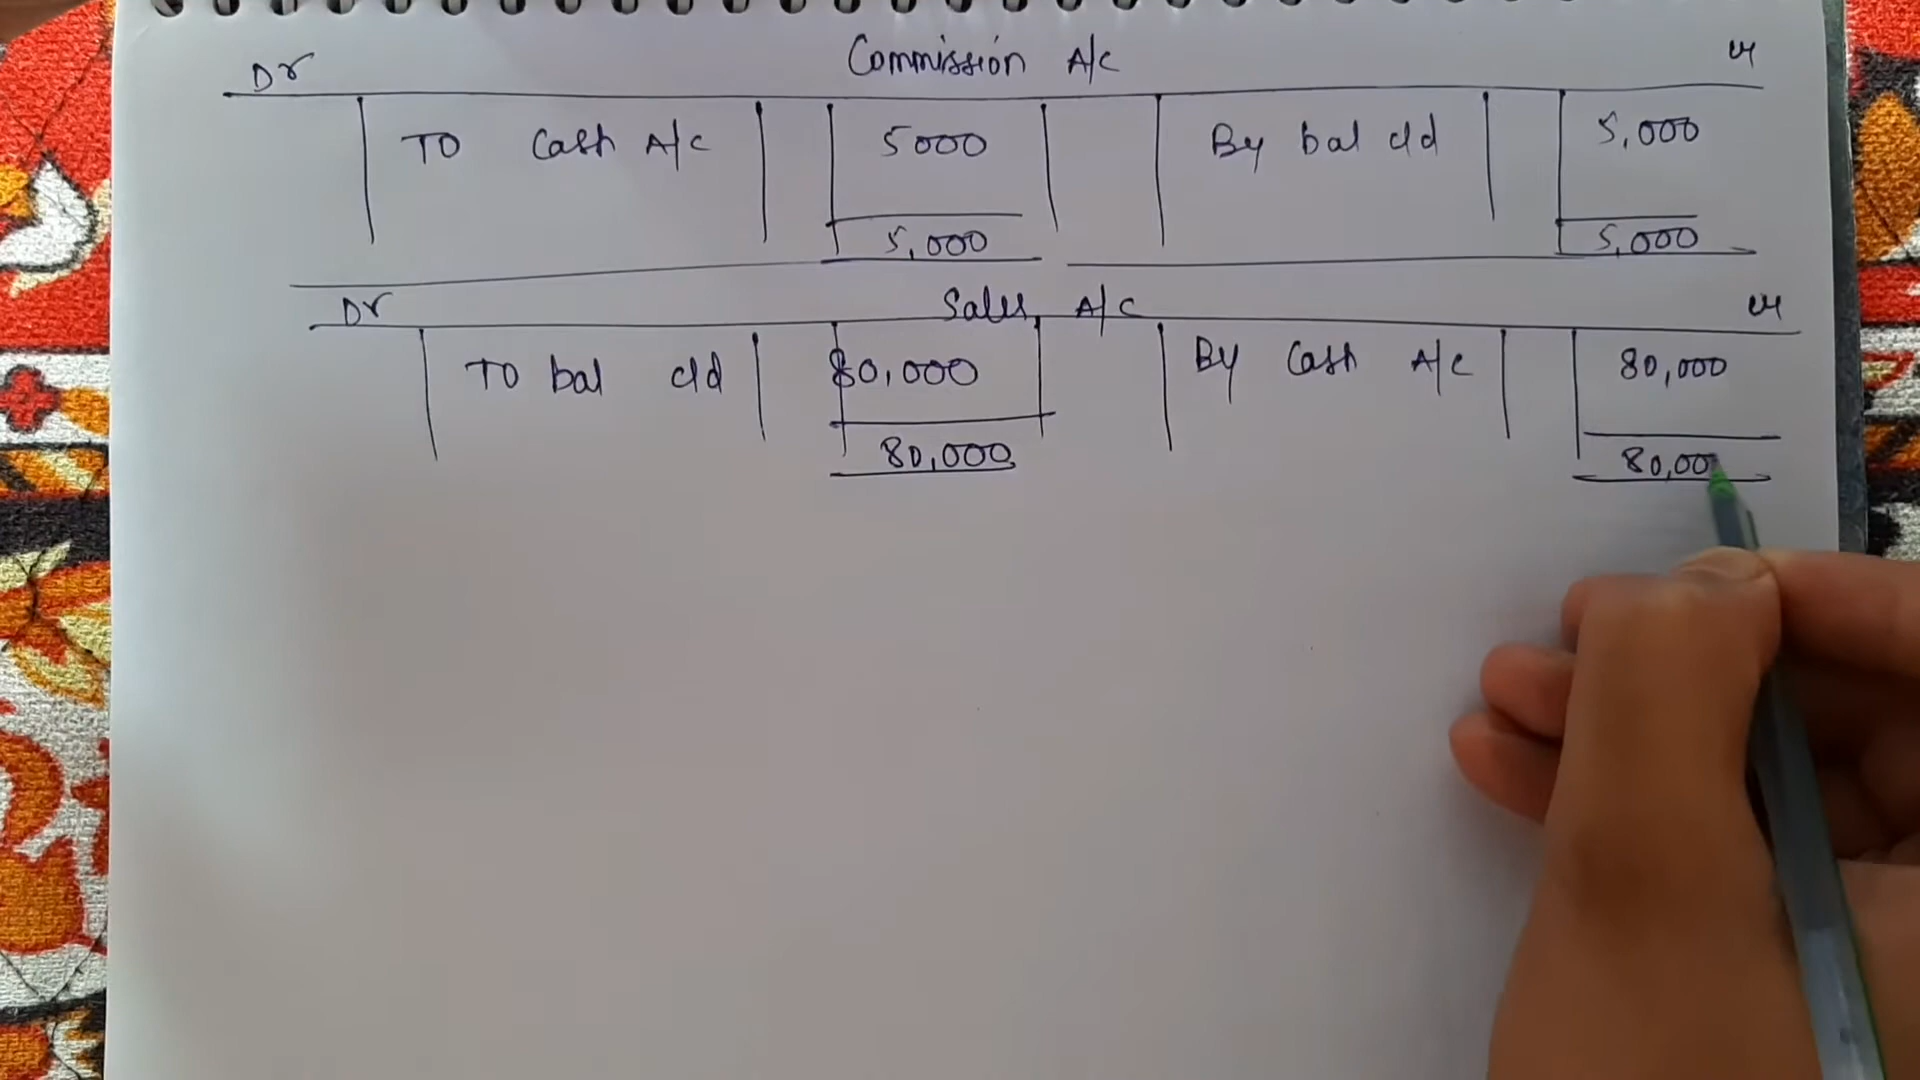 Dr Commission A/c Cr
TO Cash A/c 5000 By bal c/d 5,000
5,000 5,000
Dr Sales A/c Cr
TO bal c/d 80,000 By Cash A/c 80,000
80,000 80,00